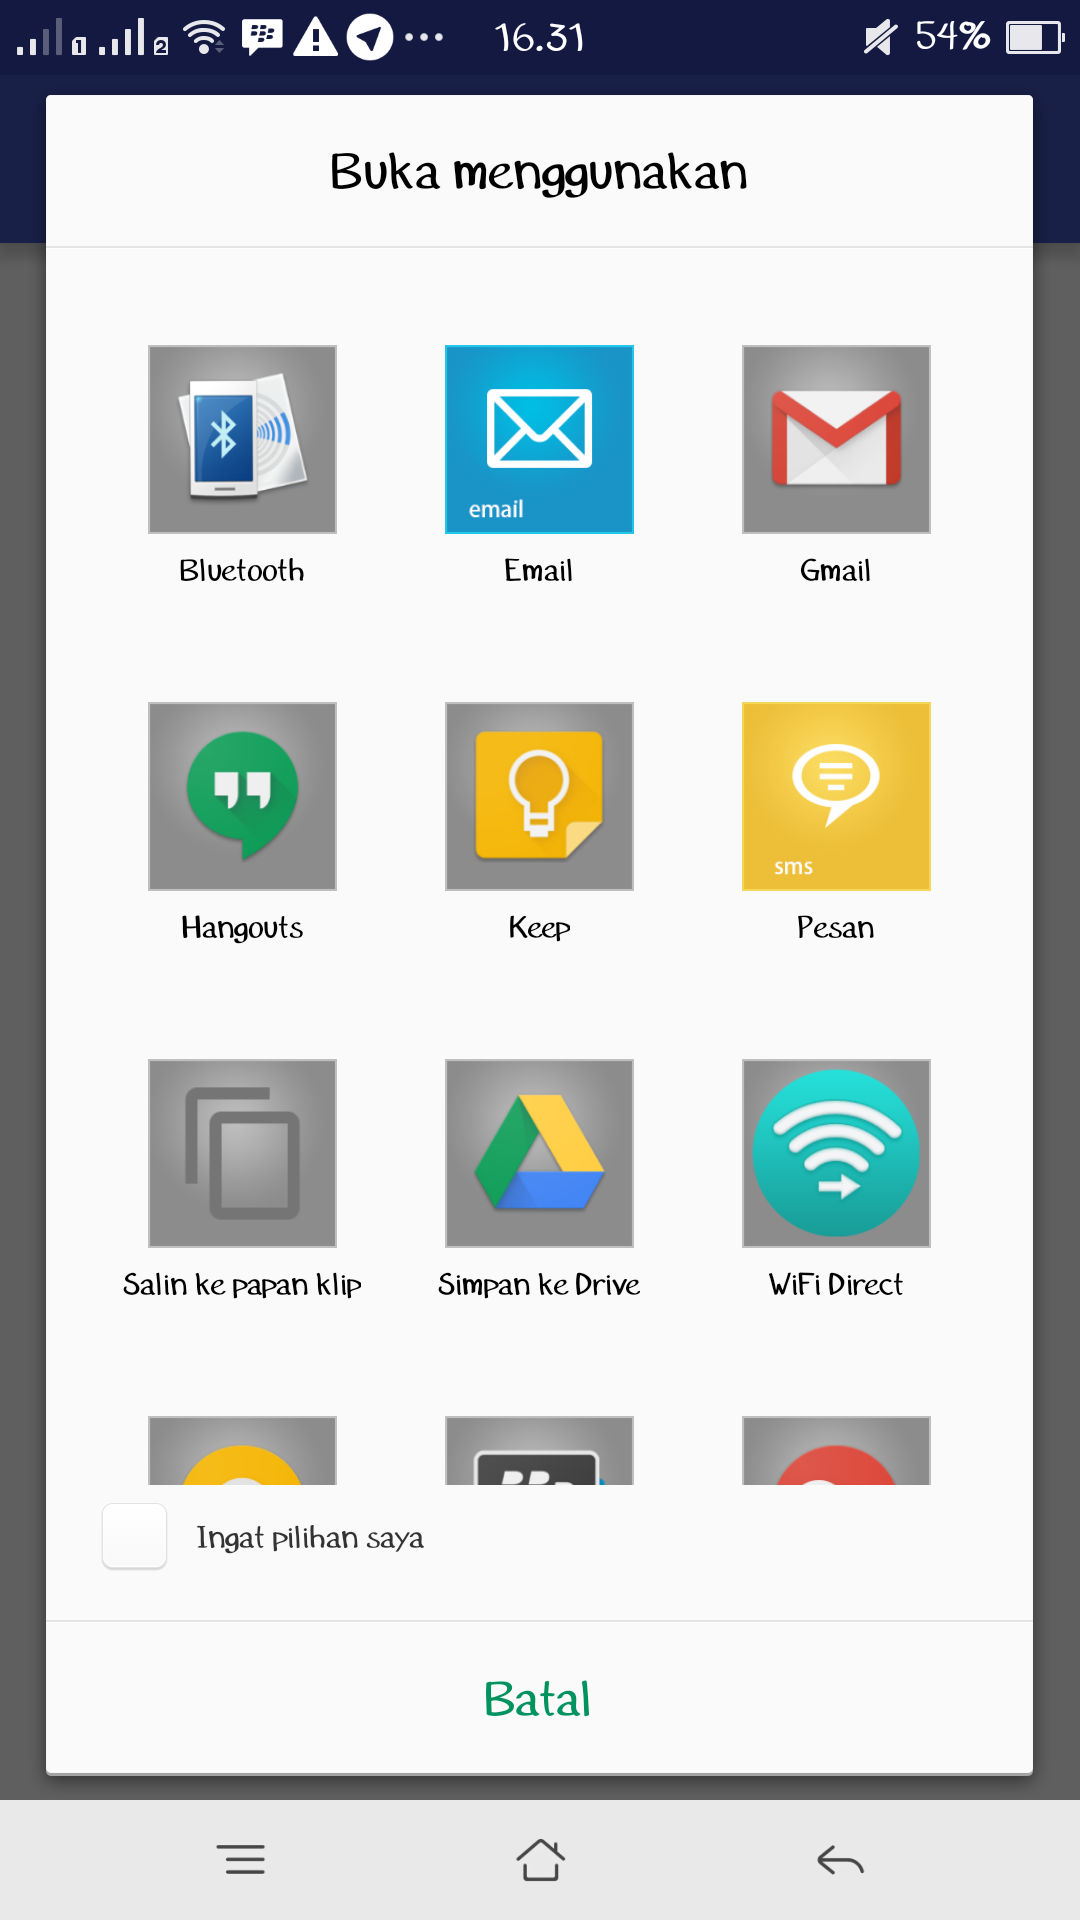 1 2 16.31 54%
Buka menggunakan
email
Bluetooth Email Gmail
sms
Hangouts Keep Pesan
Salin ke papan klip Simpan ke Drive WiFi Direct
Ingat pilihan saya
Batal